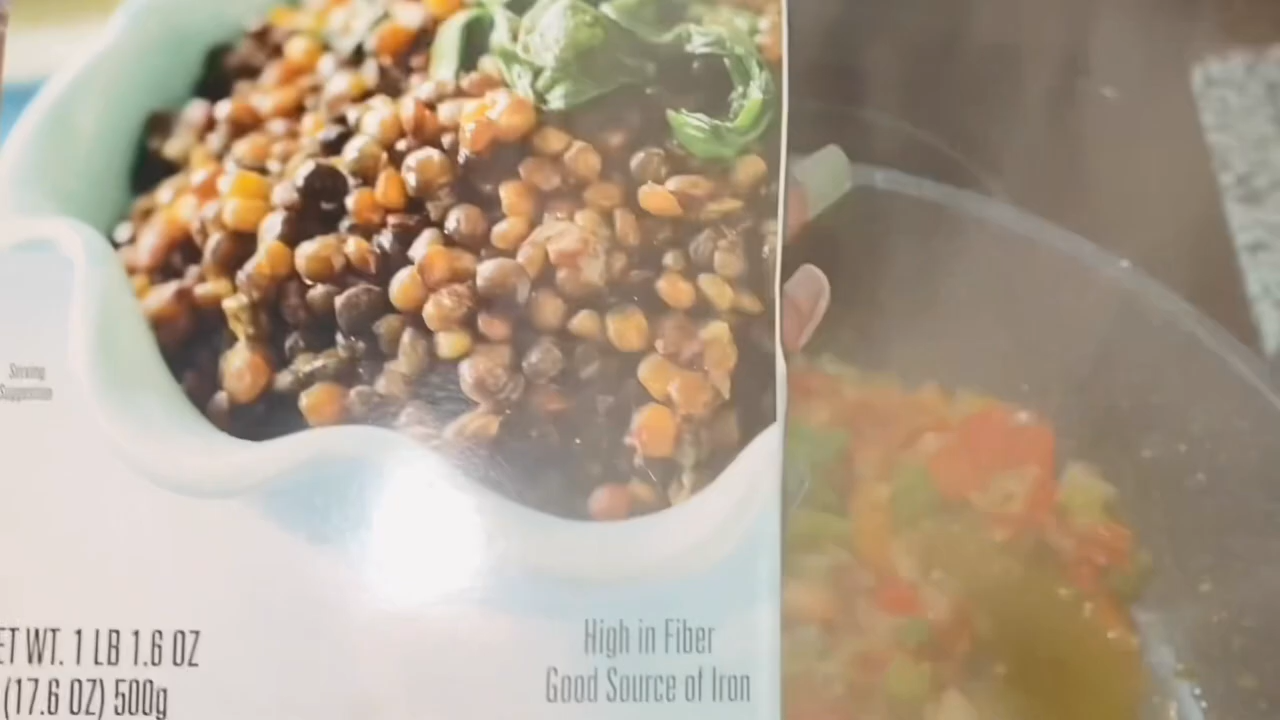 Serving
Suggestion
ET WT. 1 LB 1.6 OZ
(17.6 OZ) 500g
High in Fiber
Good Source of Iron